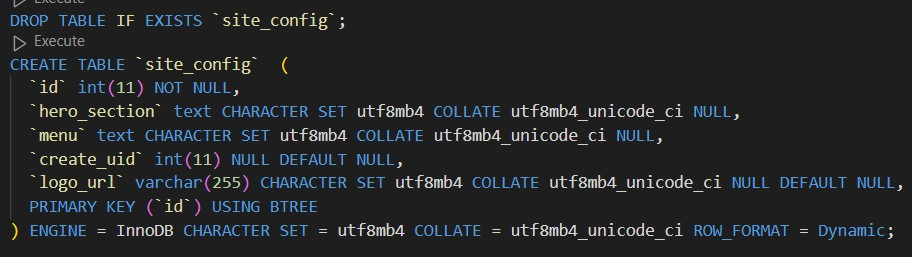 Execute
DROP TABLE IF EXISTS `site_config`;
Execute
CREATE TABLE `site_config`  (
  `id` int(11) NOT NULL,
  `hero_section` text CHARACTER SET utf8mb4 COLLATE utf8mb4_unicode_ci NULL,
  `menu` text CHARACTER SET utf8mb4 COLLATE utf8mb4_unicode_ci NULL,
  `create_uid` int(11) NULL DEFAULT NULL,
  `logo_url` varchar(255) CHARACTER SET utf8mb4 COLLATE utf8mb4_unicode_ci NULL DEFAULT NULL,
  PRIMARY KEY (`id`) USING BTREE
) ENGINE = InnoDB CHARACTER SET = utf8mb4 COLLATE = utf8mb4_unicode_ci ROW_FORMAT = Dynamic;